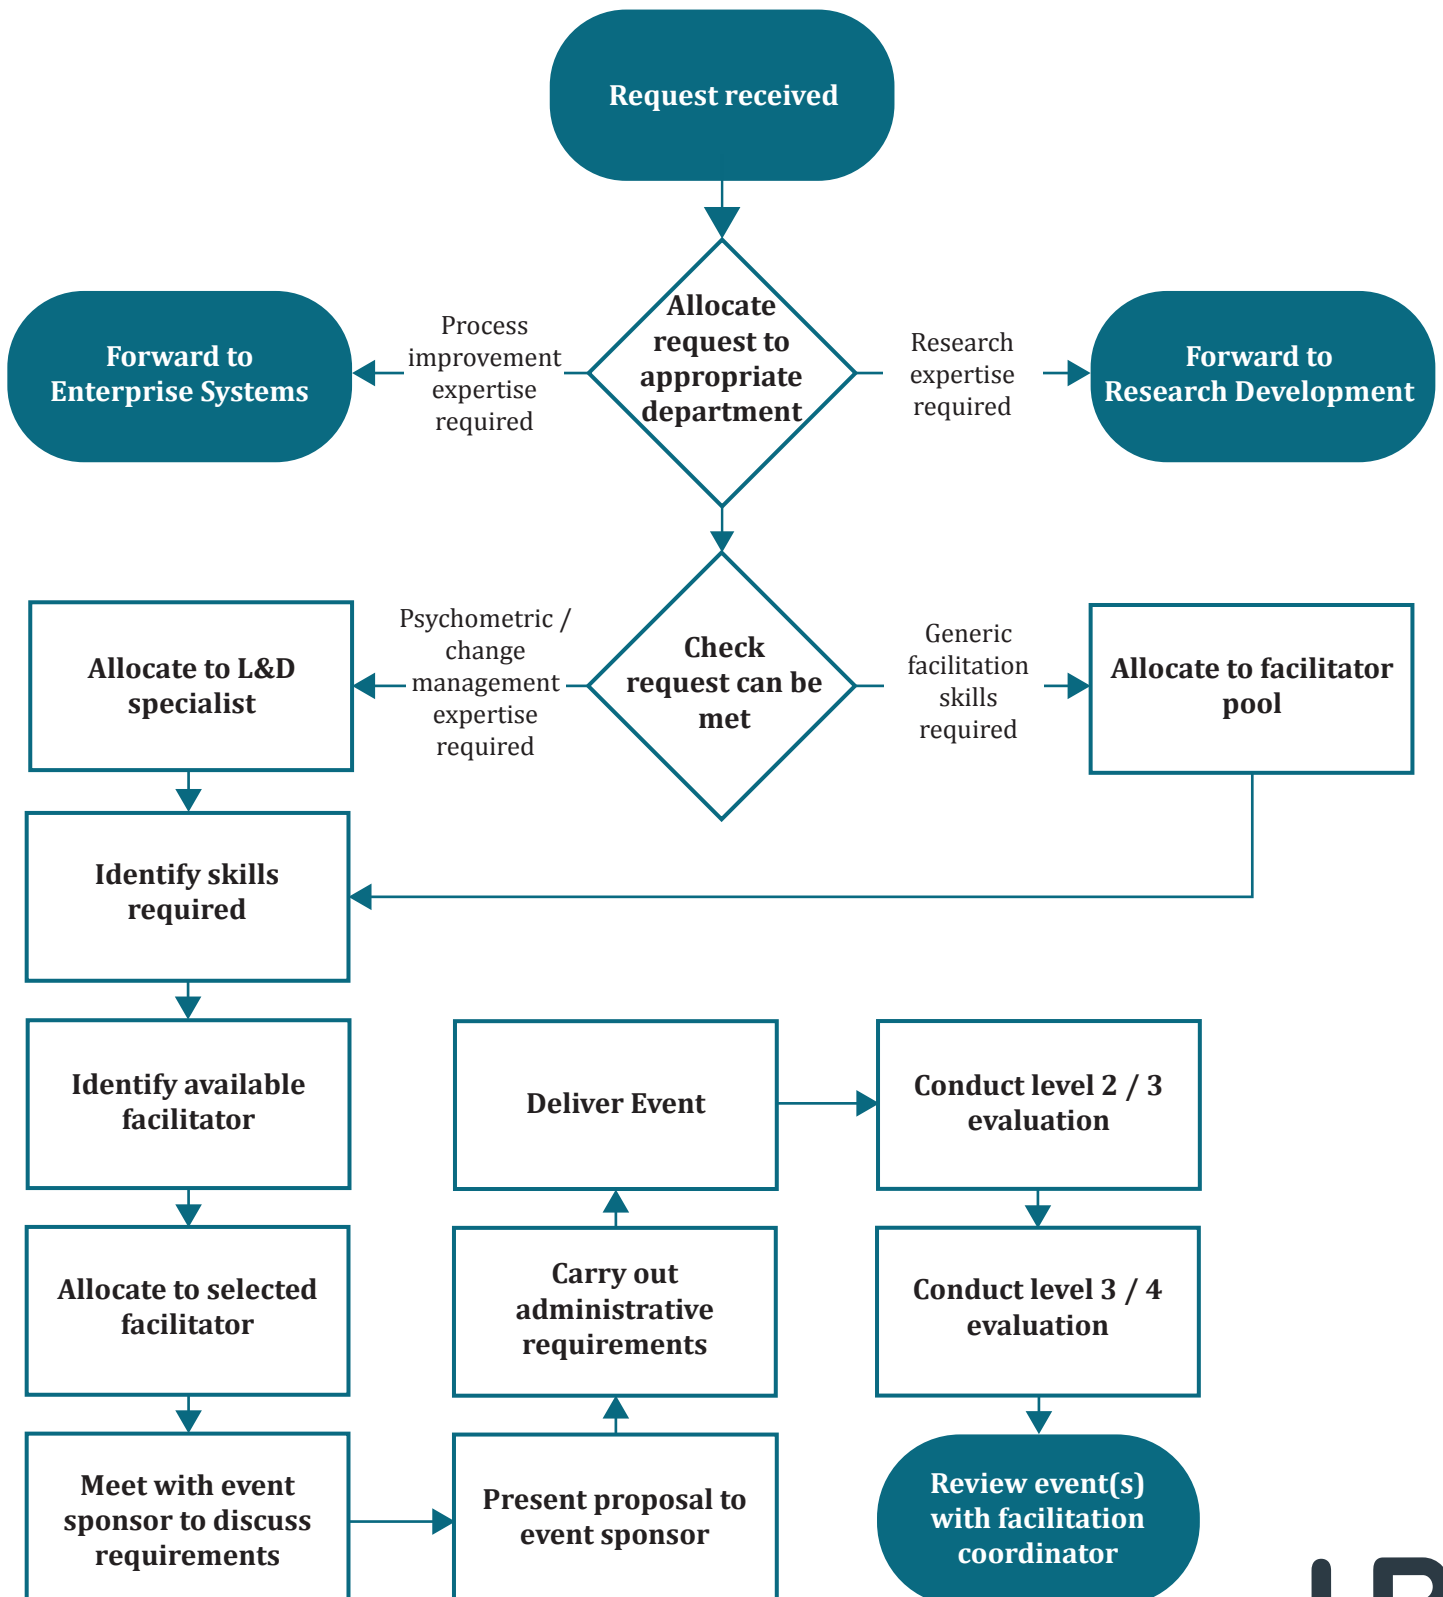 Request received
Allocate
request to
appropriate
department
Process
improvement
expertise
required
Research
expertise
required
Forward to
Enterprise Systems
Forward to
Research Development
Check
request can be
met
Psychometric /
change
management
expertise
required
Generic
facilitation
skills
required
Allocate to L&D
specialist
Allocate to facilitator
pool
Identify skills
required
Identify available
facilitator
Allocate to selected
facilitator
Meet with event
sponsor to discuss
requirements
Present proposal to
event sponsor
Carry out
administrative
requirements
Deliver Event
Conduct level 2 / 3
evaluation
Conduct level 3 / 4
evaluation
Review event(s)
with facilitation
coordinator